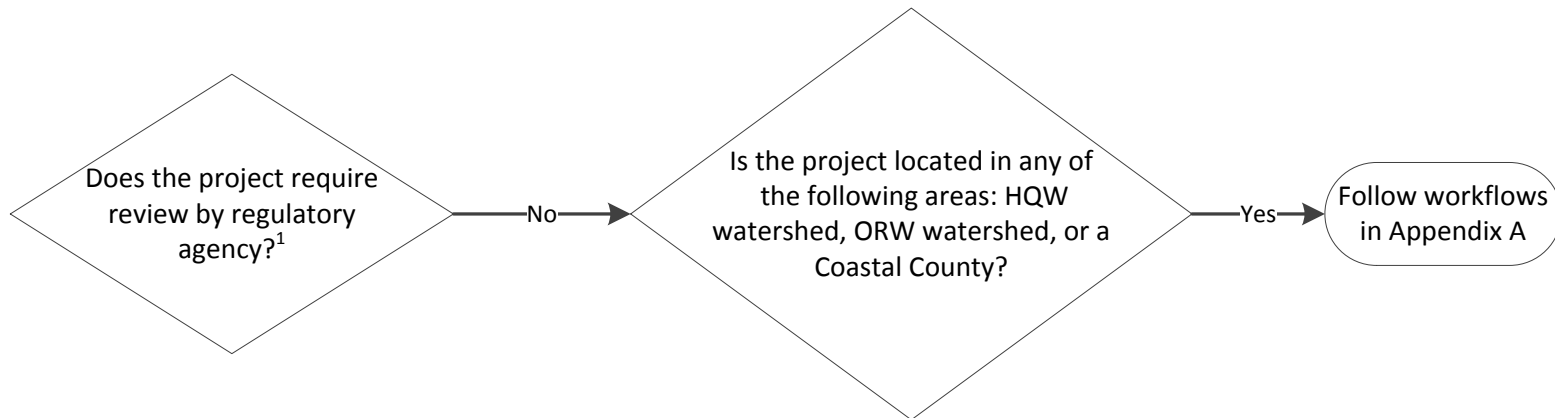 Does the project require
review by regulatory
agency?1
No
Is the project located in any of
the following areas: HQW
watershed, ORW watershed, or a
Coastal County?
Yes
Follow workflows
in Appendix A